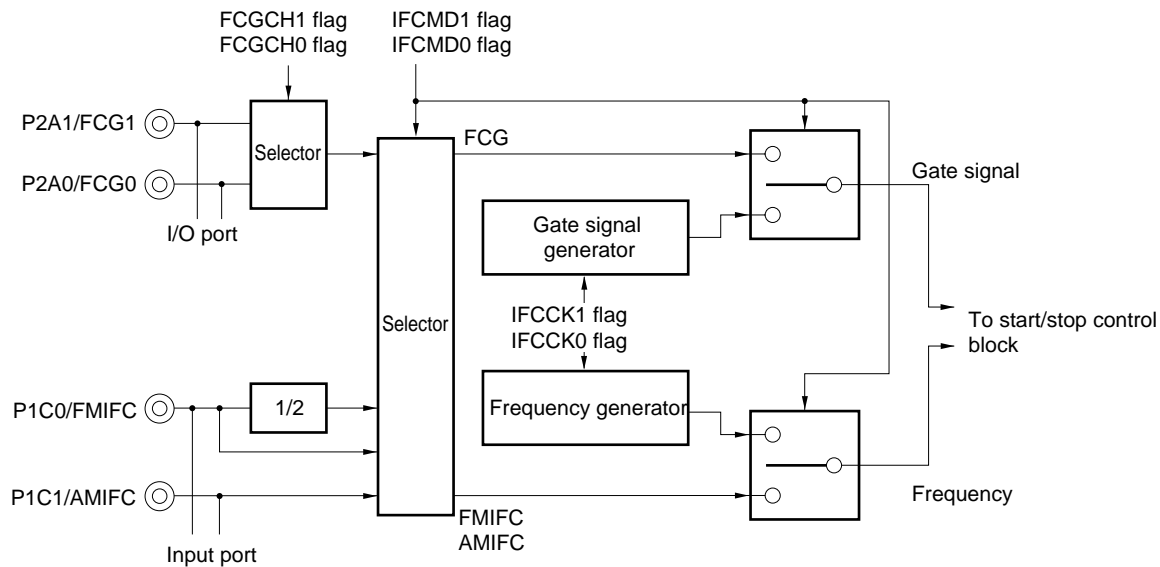 FCGCH1 flag
FCGCH0 flag
IFCMD1 flag
IFCMD0 flag
P2A1/FCG1
P2A0/FCG0
Selector
I/O port
FCG
Gate signal
generator
Gate signal
IFCCK1 flag
IFCCK0 flag
Selector
To start/stop control
block
P1C0/FMIFC
1/2
Frequency generator
P1C1/AMIFC
Frequency
FMIFC
AMIFC
Input port